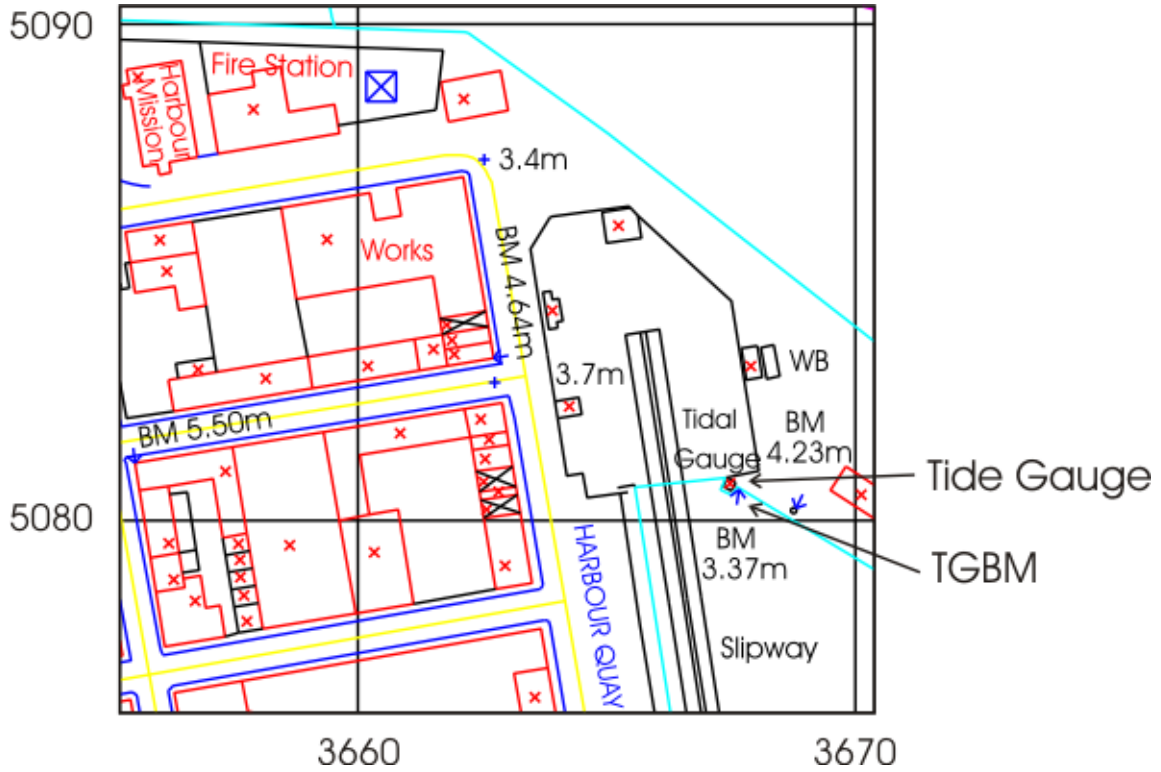 5090
Fire Station
Harbour
Mission
3.4m
BM 4.64m
Works
3.7m
WB
BM 5.50m
Tidal
Gauge
BM
4.23m
Tide Gauge
5080
BM
3.37m
TGBM
HARBOUR QUAY
Slipway
3660
3670